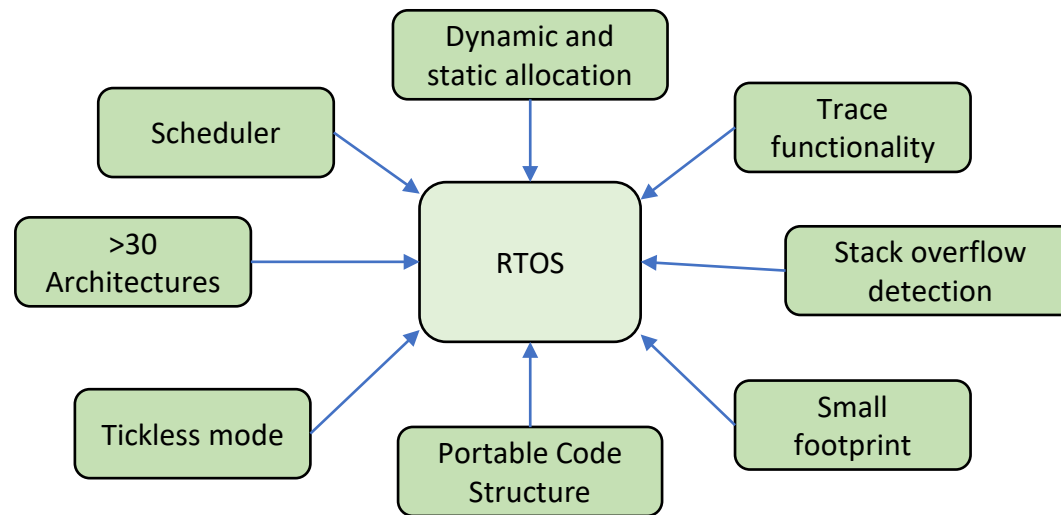 Dynamic and
static allocation
Scheduler
Trace
functionality
>30
Architectures
RTOS
Stack overflow
detection
Tickless mode
Portable Code
Structure
Small
footprint